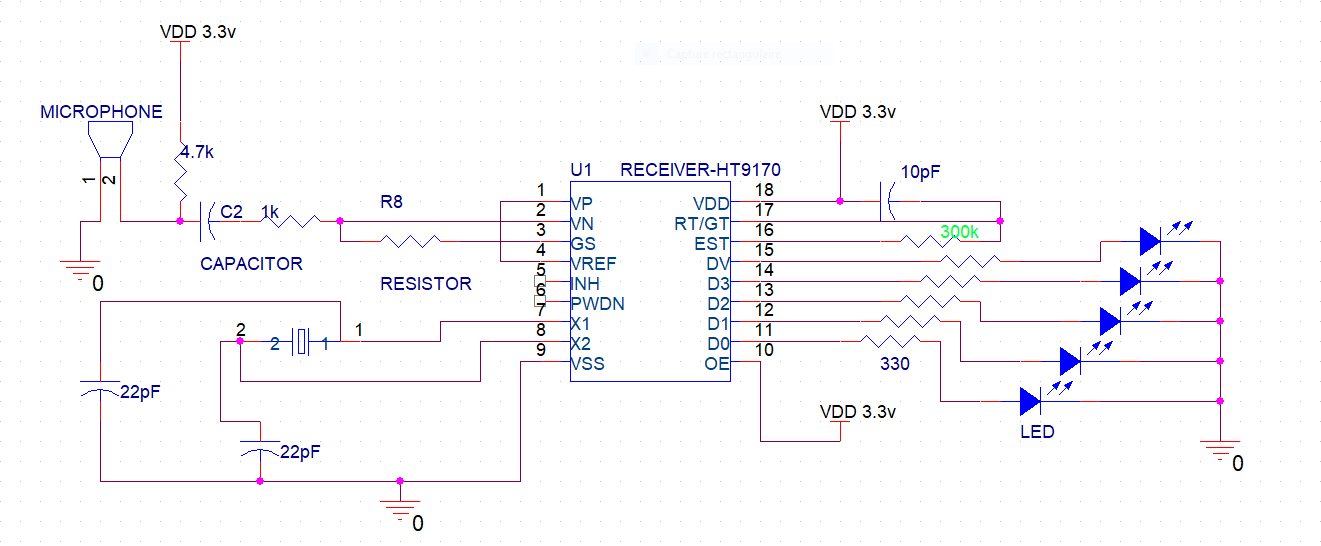 VDD 3.3v
MICROPHONE
1
2
4.7k
C2
1k
CAPACITOR
R8
RESISTOR
U1
RECEIVER-HT9170
1
VP
2
VN
3
GS
4
VREF
5
INH
6
PWDN
7
X1
8
X2
9
VSS
18
VDD
17
RT/GT
16
EST
15
DV
14
D3
13
D2
12
D1
11
D0
10
OE
VDD 3.3v
10pF
300k
330
VDD 3.3v
LED
0
0
2
2
1
1
22pF
22pF
0